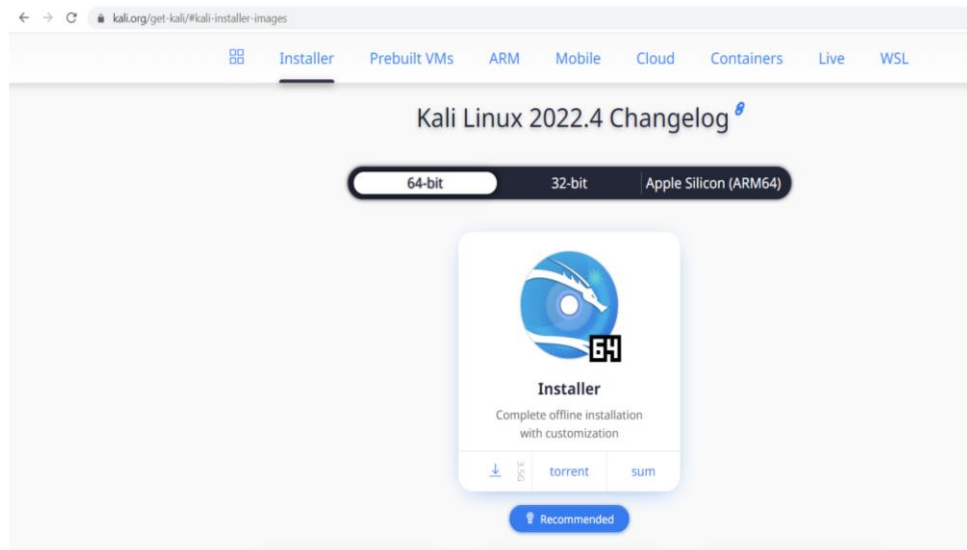 kali.org/get-kali/#kali-installer-images
Installer Prebuilt VMs ARM Mobile Cloud Containers Live WSL
Kali Linux 2022.4 Changelog
64-bit 32-bit Apple Silicon (ARM64)
64
Installer
Complete offline installation
with customization
3.5G torrent sum
Recommended